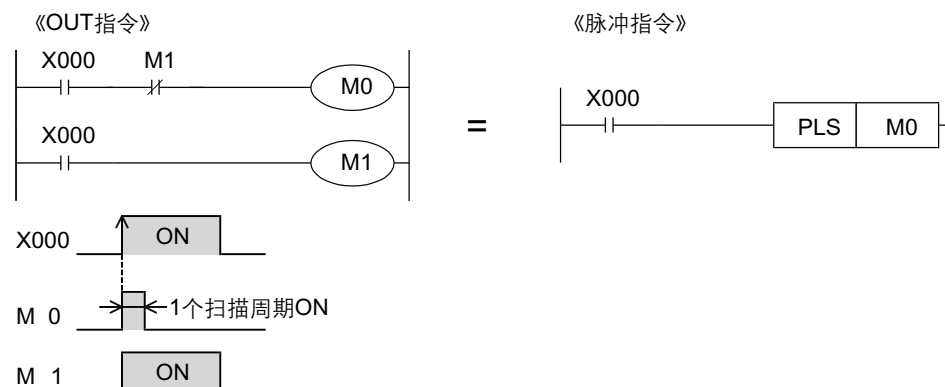 《OUT指令》
X000 M1
M0
X000
M1
=
《脉冲指令》
X000
PLS M0
X000 ON
M 0 1个扫描周期ON
M 1 ON